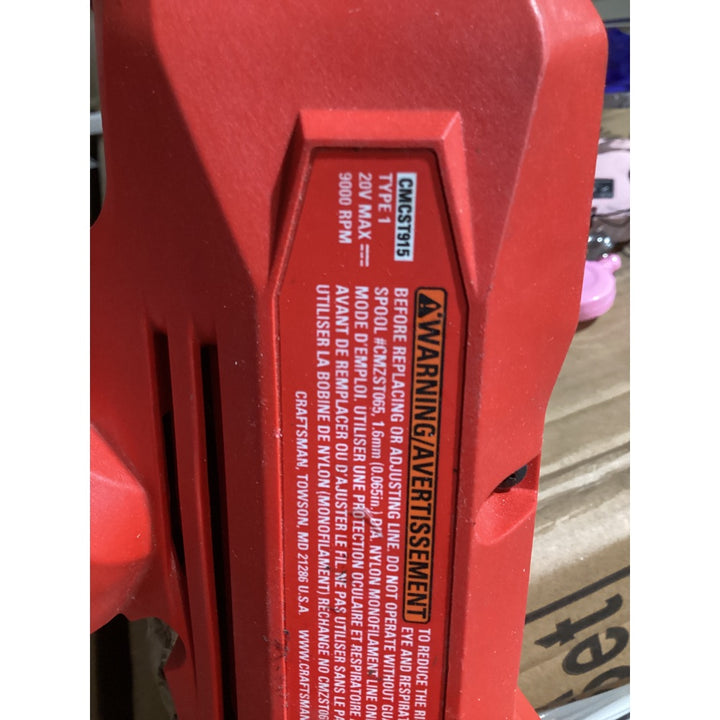 CMCST915
TYPE 1
20V MAX
9000 RPM
WARNING/AVERTISSEMENT TO REDUCE THE
BEFORE REPLACING OR ADJUSTING LINE. DO NOT OPERATE WITHOUT EYE AND
SPOOL #CMZST065, 1.6mm (0.065in.) DIA. NYLON MONOFILAMENT LINE
MODE D'EMPLOI. UTILISER UNE PROTECTION OCULAIRE ET RESPIRATOIRE
AVANT DE REMPLACER OU D'AJUSTER LE FIL. NE PAS UTILISER SANS LE
UTILISER LA BOBINE DE NYLON (MONOFILAMENT) RECHANGE NO
CRAFTSMAN, TOWSON, MD 21286 U.S.A. WWW.CRAFTSMAN
et